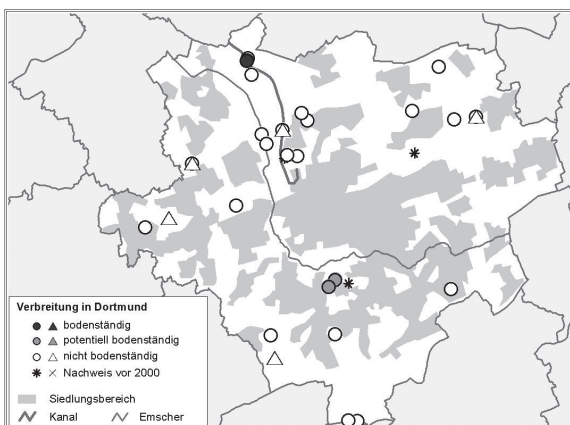 Verbreitung in Dortmund
bodenständig
potentiell bodenständig
nicht bodenständig
Nachweis vor 2000
Siedlungsbereich
Kanal Emscher